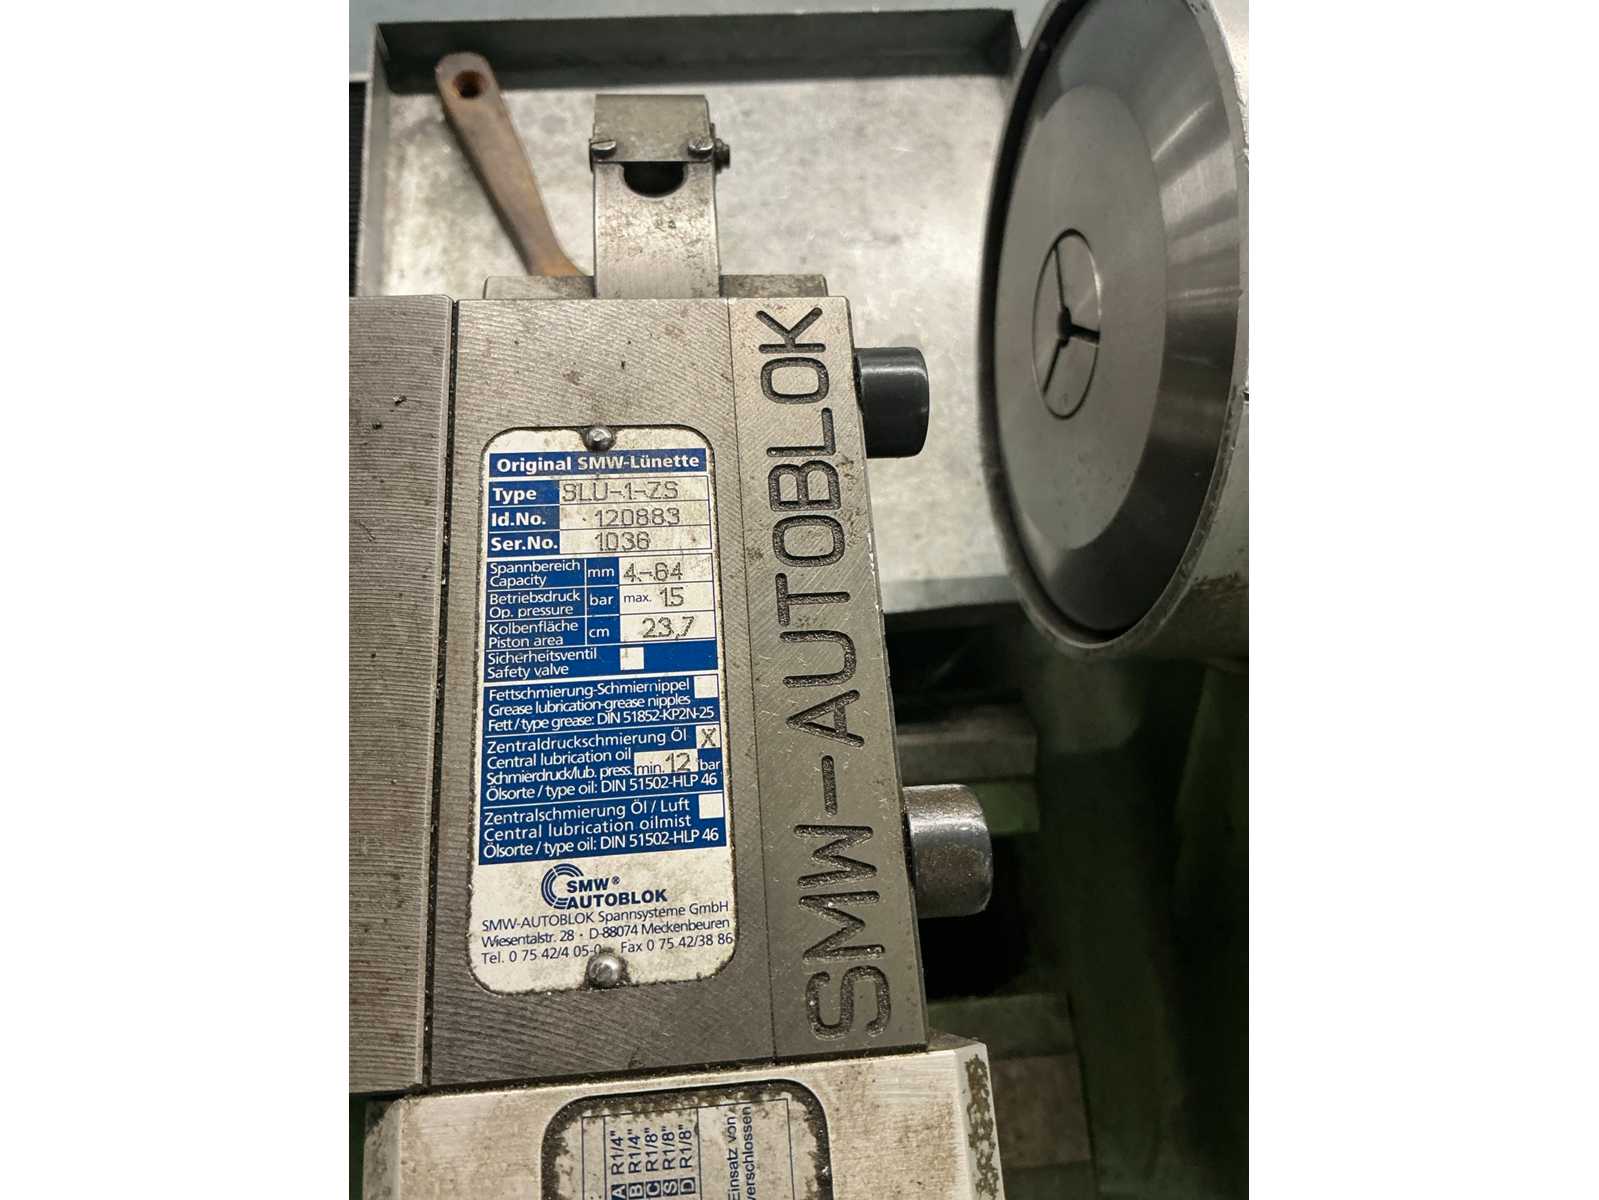 Original SMW-Lünette
Type SLU-1-ZS
Id.No. 120883
Ser.No. 1036
Spannbereich
Capacity mm 4-64
Betriebsdruck
Op. pressure bar max. 15
Kolbenfläche
Piston area cm 23,7
Sicherheitsventil
Safety valve
Fettschmierung-Schmiernippel
Grease lubrication-grease nipples
Fett/type grease: DIN 51852-KP2N-25
Zentraldruckschmierung Öl X
Central lubrication oil
Schmierdruck/lub. press. min. 12 bar
Ölsorte/type oil: DIN 51502-HLP 46
Zentralschmierung Öl / Luft
Central lubrication oilmist
Ölsorte/type oil: DIN 51502-HLP 46
SMW®
AUTOBLOK
SMW-AUTOBLOK Spannsysteme GmbH
Wiesentalstr. 28 · D-88074 Meckenbeuren
Tel. 0 75 42/4 05-0 Fax 0 75 42/38 86
SMW-AUTOBLOK
A R1/4"
B R1/4"
C R1/8"
S R1/8"
D R1/8"
Einsatz von
verschlossen